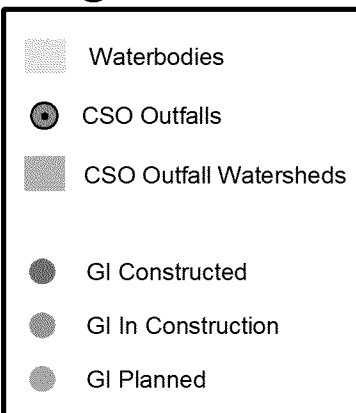 Waterbodies
CSO Outfalls
CSO Outfall Watersheds
GI Constructed
GI In Construction
GI Planned